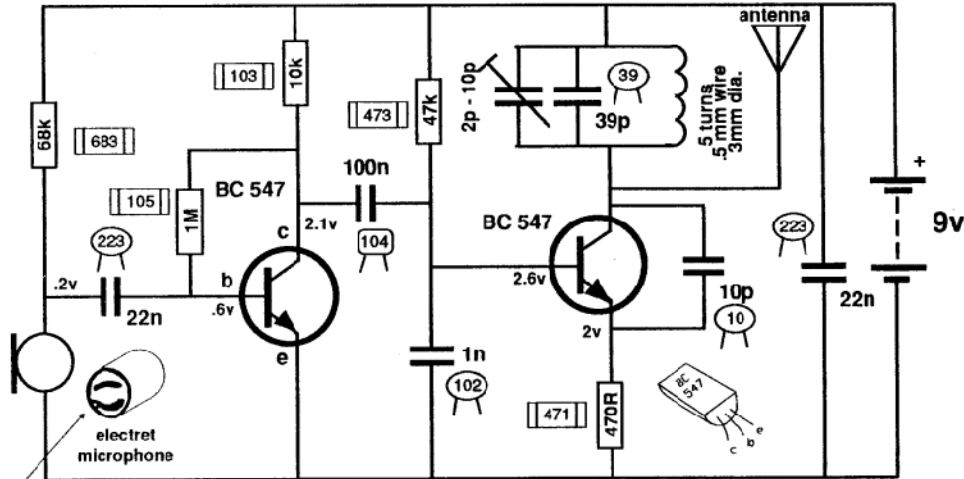 antenna
68k
683
103
10k
473
47k
2p - 10p
39
39p
5 turns
.5 mm wire
3mm dia.
105
1M
BC 547
100n
104
2.1v
c
b
e
.6v
223
.2v
22n
BC 547
2.6v
2v
10p
10
223
22n
+
9v
1n
102
471
470R
BC
547
c
b
e
electret
microphone